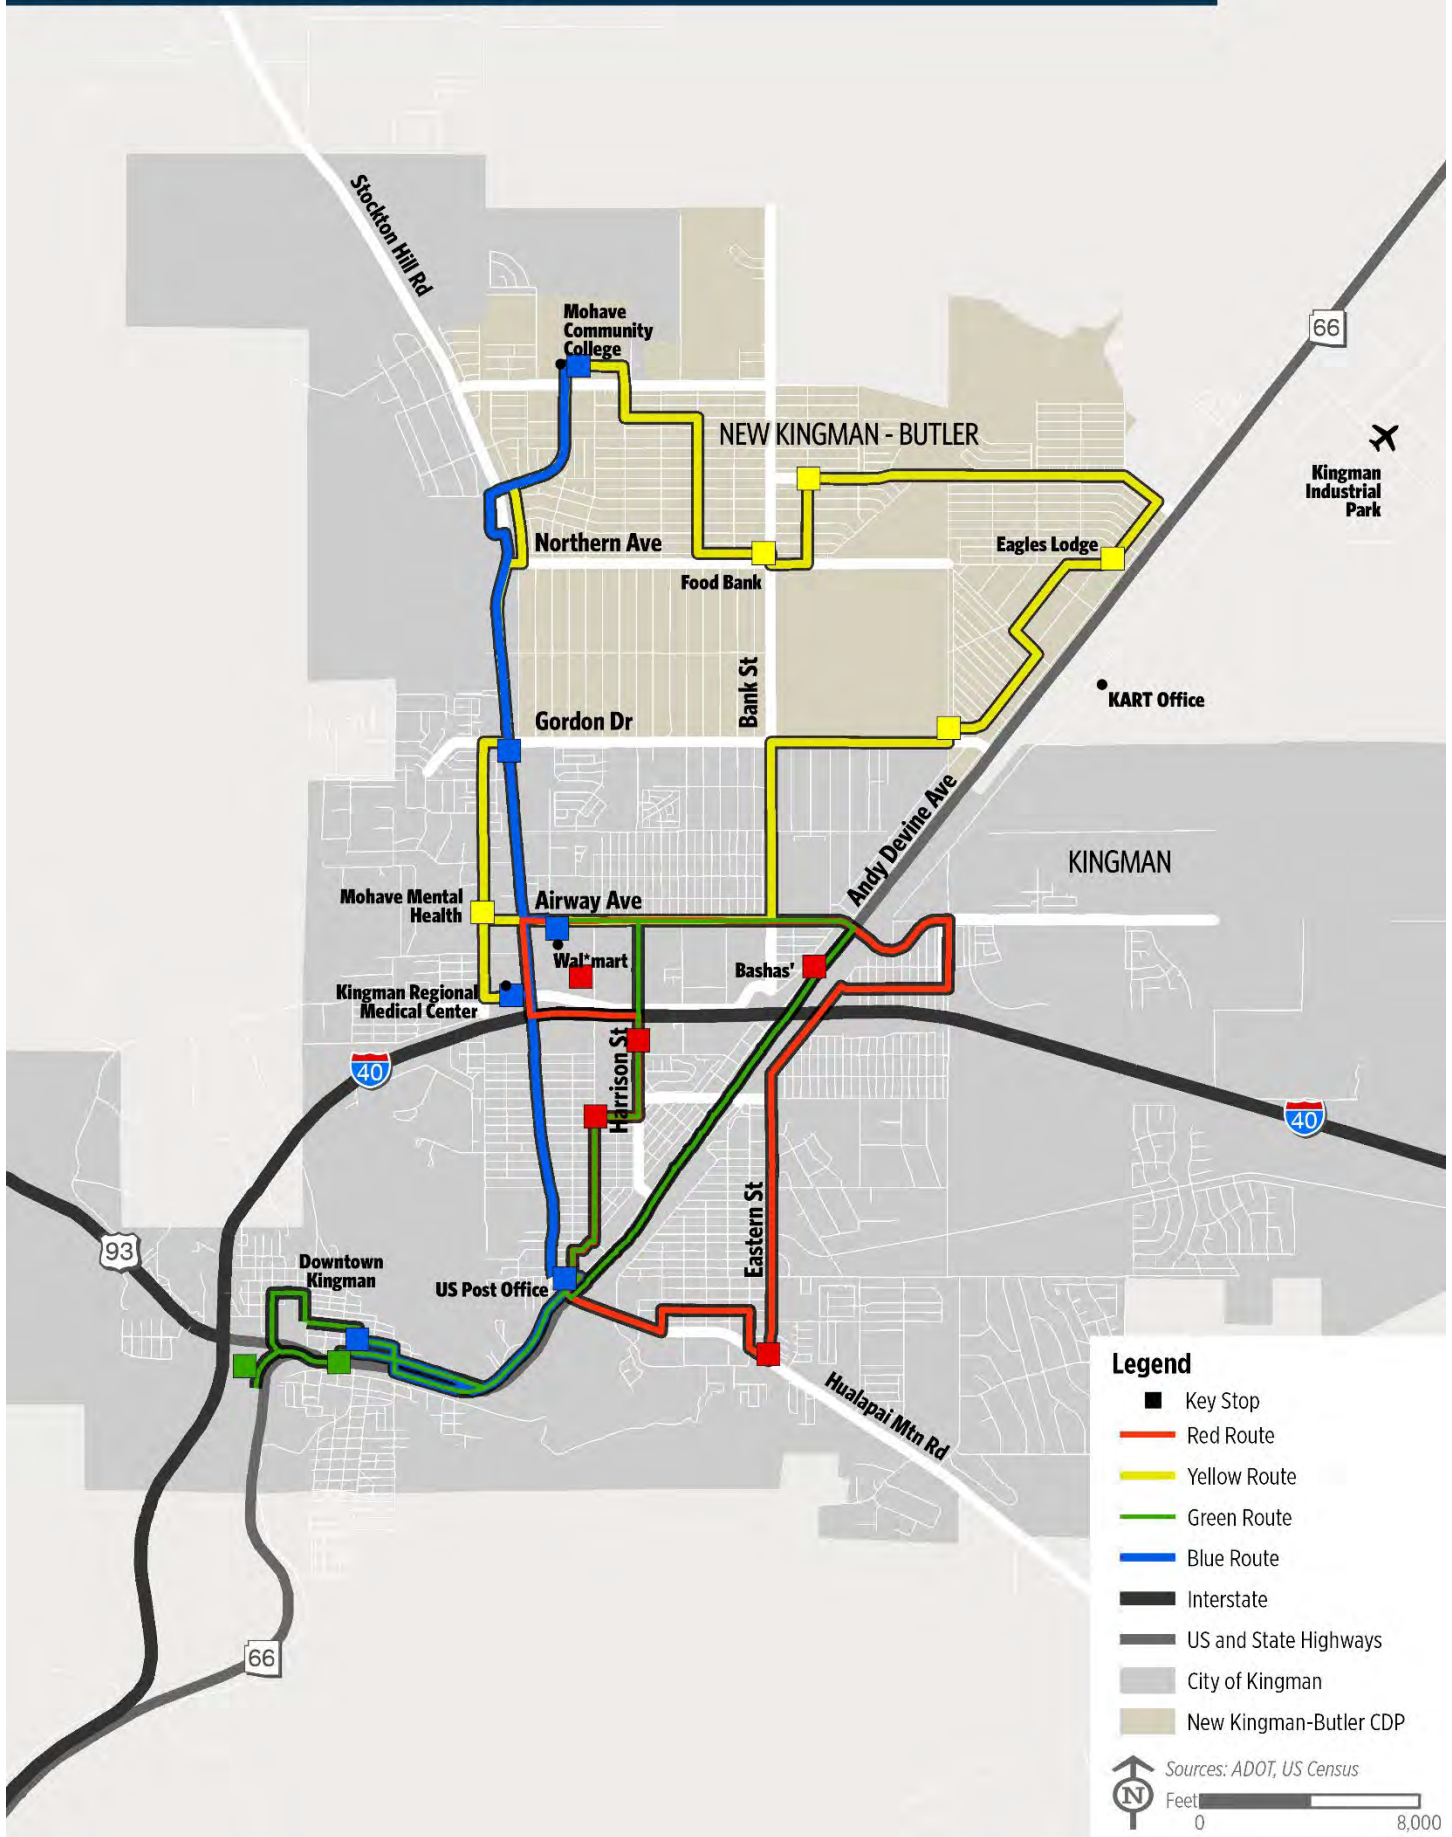 Stockton Hill Rd
66
Mohave
Community
College
NEW KINGMAN - BUTLER
Kingman
Industrial
Park
Northern Ave
Eagles Lodge
Food Bank
Bank St
KART Office
Gordon Dr
Andy Devine Ave
KINGMAN
Mohave Mental
Health
Airway Ave
Wal*mart
Bashas'
Kingman Regional
Medical Center
Harrison St
40
40
Eastern St
93
Downtown
Kingman
US Post Office
Hualapai Mtn Rd
66
Legend
Key Stop
Red Route
Yellow Route
Green Route
Blue Route
Interstate
US and State Highways
City of Kingman
New Kingman-Butler CDP
Sources: ADOT, US Census
N
Feet
0
8,000